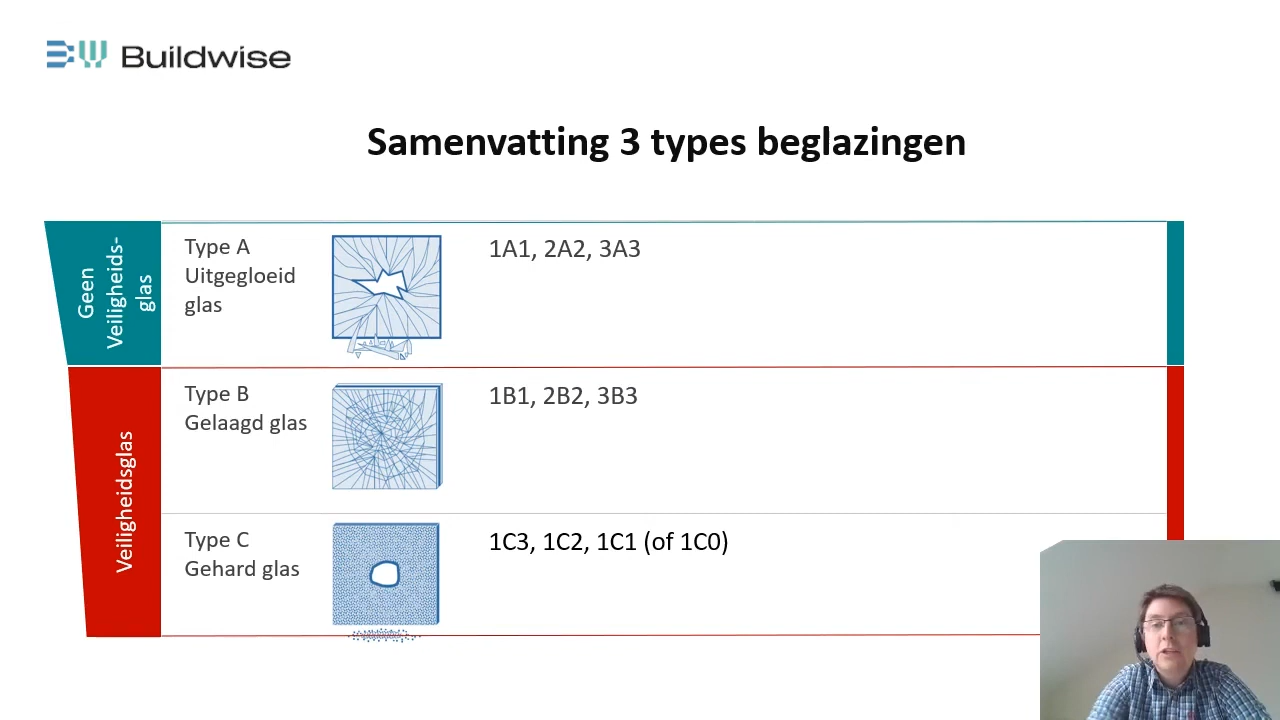 Buildwise
Samenvatting 3 types beglazingen
Geen
Veiligheids-
glas
Type A
Uitgegloeid
glas
1A1, 2A2, 3A3
Veiligheidsglas
Type B
Gelaagd glas
1B1, 2B2, 3B3
Type C
Gehard glas
1C3, 1C2, 1C1 (of 1C0)